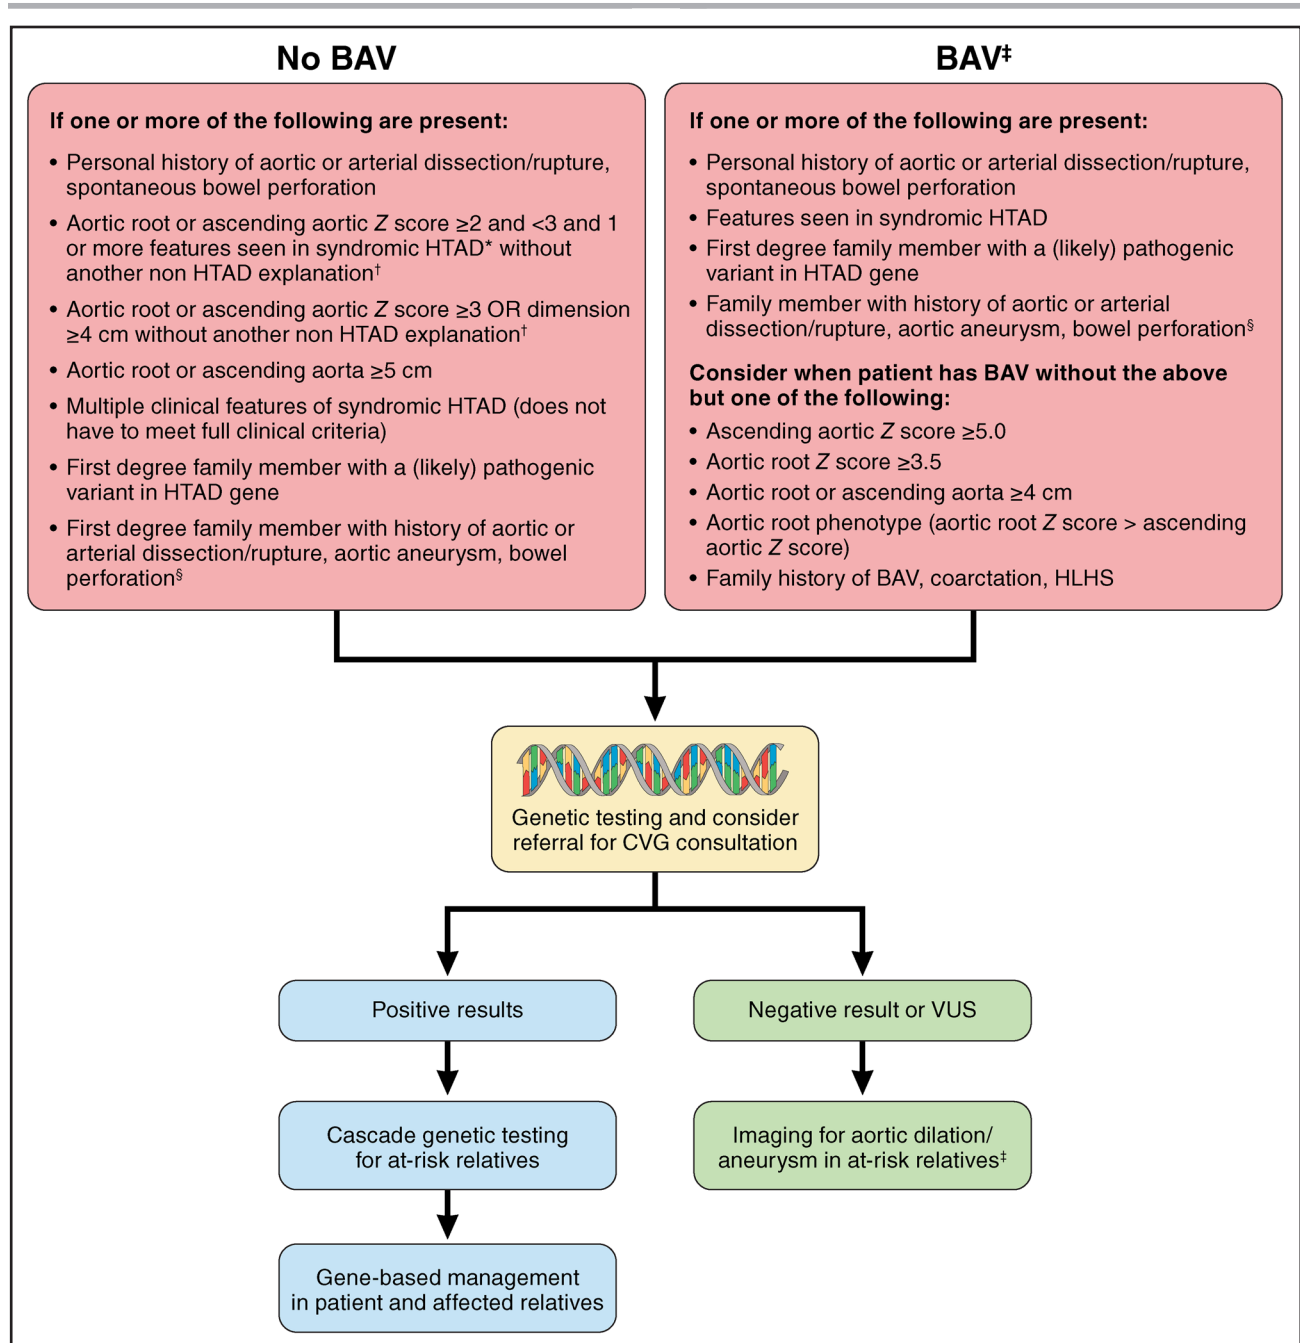 No BAV
If one or more of the following are present:
• Personal history of aortic or arterial dissection/rupture,
spontaneous bowel perforation
• Aortic root or ascending aortic Z score ≥2 and <3 and 1
or more features seen in syndromic HTAD* without
another non HTAD explanation†
• Aortic root or ascending aortic Z score ≥3 OR dimension
≥4 cm without another non HTAD explanation†
• Aortic root or ascending aorta ≥5 cm
• Multiple clinical features of syndromic HTAD (does not
have to meet full clinical criteria)
• First degree family member with a (likely) pathogenic
variant in HTAD gene
• First degree family member with history of aortic or
arterial dissection/rupture, aortic aneurysm, bowel
perforation§
BAV‡
If one or more of the following are present:
• Personal history of aortic or arterial dissection/rupture,
spontaneous bowel perforation
• Features seen in syndromic HTAD
• First degree family member with a (likely) pathogenic
variant in HTAD gene
• Family member with history of aortic or arterial
dissection/rupture, aortic aneurysm, bowel perforation§
Consider when patient has BAV without the above
but one of the following:
• Ascending aortic Z score ≥5.0
• Aortic root Z score ≥3.5
• Aortic root or ascending aorta ≥4 cm
• Aortic root phenotype (aortic root Z score > ascending
aortic Z score)
• Family history of BAV, coarctation, HLHS
Genetic testing and consider
referral for CVG consultation
Positive results
Cascade genetic testing
for at-risk relatives
Gene-based management
in patient and affected relatives
Negative result or VUS
Imaging for aortic dilation/
aneurysm in at-risk relatives‡